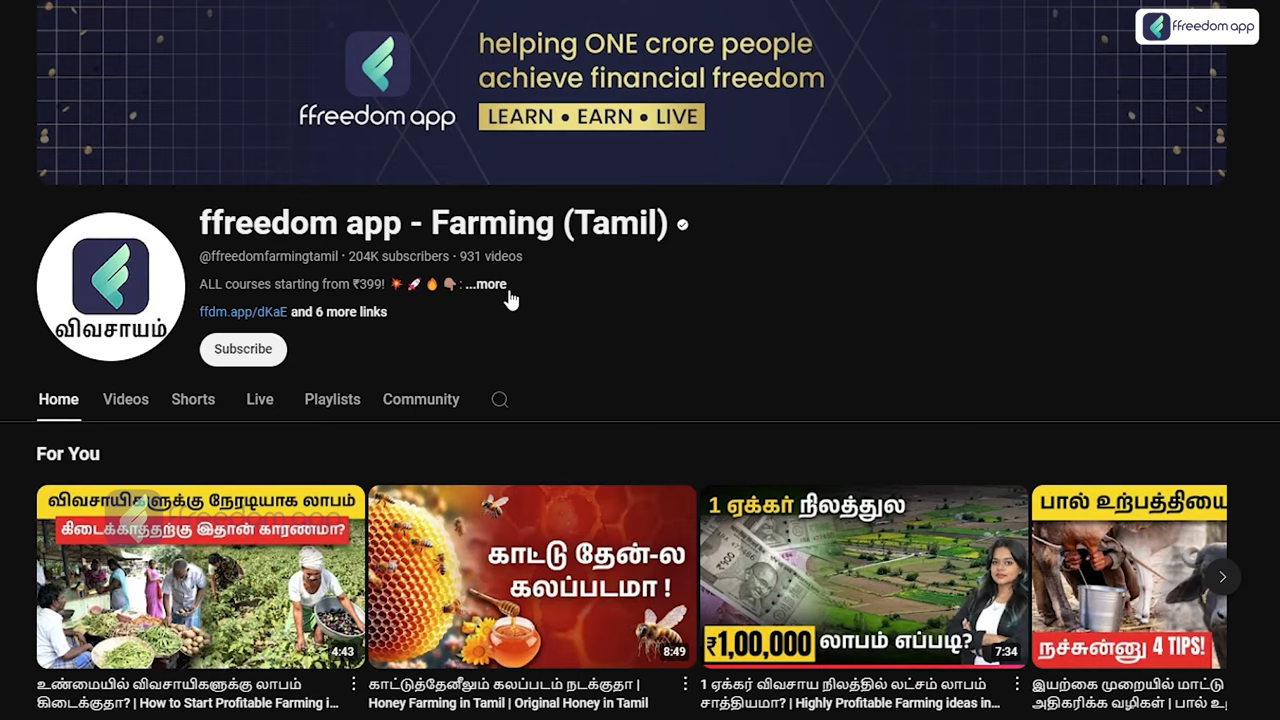 helping ONE crore people
achieve financial freedom
LEARN • EARN • LIVE
ffreedom app
ffreedom app
ffreedom app - Farming (Tamil)
@ffreedomfarmingtamil · 204K subscribers · 931 videos
ALL courses starting from ₹399! 💥 🚀 🔥 👇🏽 : ...more
ffdm.app/dKaE and 6 more links
விவசாயம்
Subscribe
Home Videos Shorts Live Playlists Community
For You
விவசாயிகளுக்கு நேரடியாக லாபம்
கிடைக்காததற்கு இதான் காரணமா?
4:43
காட்டு தேன்-ல
கலப்படமா !
8:49
1 ஏக்கர் நிலத்துல
₹1,00,000 லாபம் எப்படி?
7:34
பால் உற்பத்தியை
நச்சுன்னு 4 TIPS!
உண்மையில் விவசாயிகளுக்கு லாபம்
கிடைக்குதா? | How to Start Profitable Farming i...
காட்டுத்தேனீலும் கலப்படம் நடக்குதா |
Honey Farming in Tamil | Original Honey in Tamil
1 ஏக்கர் விவசாய நிலத்தில் லட்சம் லாபம்
சாத்தியமா? | Highly Profitable Farming ideas in...
இயற்கை முறையில் மாட்டு
அதிகரிக்க வழிகள் | பால்